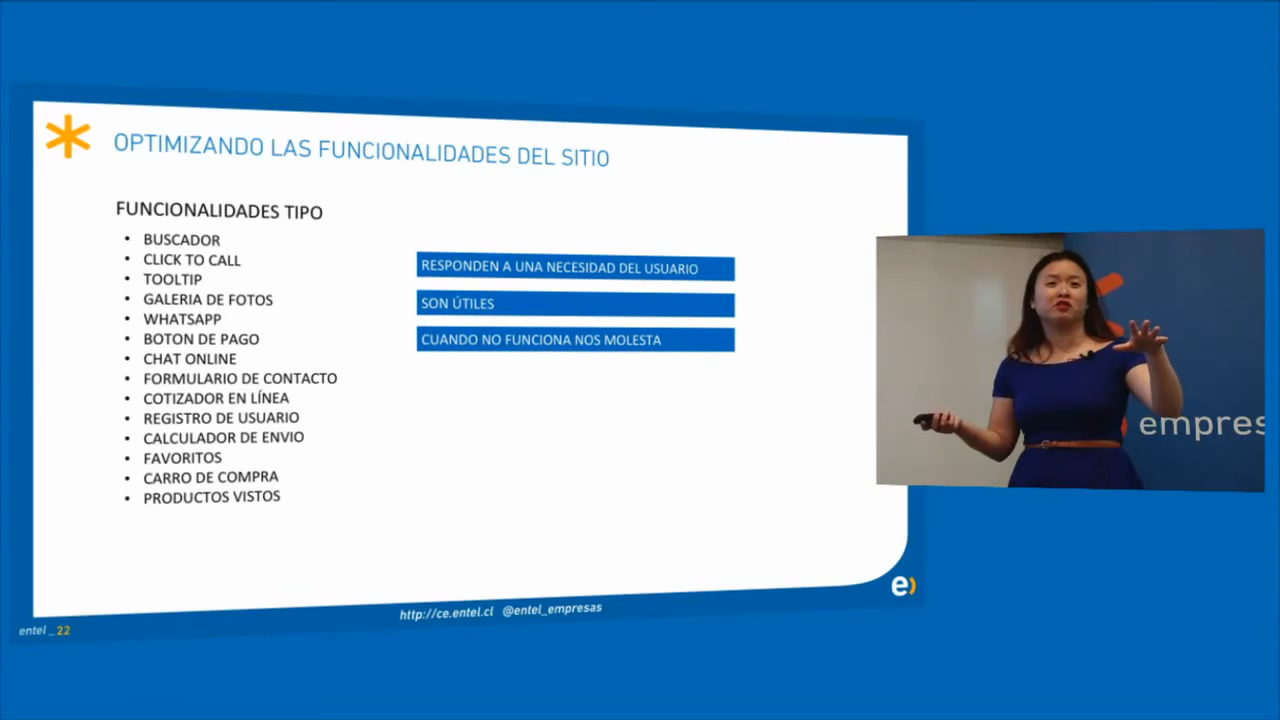 OPTIMIZANDO LAS FUNCIONALIDADES DEL SITIO
FUNCIONALIDADES TIPO
• BUSCADOR
• CLICK TO CALL
• TOOLTIP
• GALERIA DE FOTOS
• WHATSAPP
• BOTON DE PAGO
• CHAT ONLINE
• FORMULARIO DE CONTACTO
• COTIZADOR EN LÍNEA
• REGISTRO DE USUARIO
• CALCULADOR DE ENVIO
• FAVORITOS
• CARRO DE COMPRA
• PRODUCTOS VISTOS
RESPONDEN A UNA NECESIDAD DEL USUARIO
SON ÚTILES
CUANDO NO FUNCIONA NOS MOLESTA
empres
e)
http://ce.entel.cl @entel_empresas
entel _22